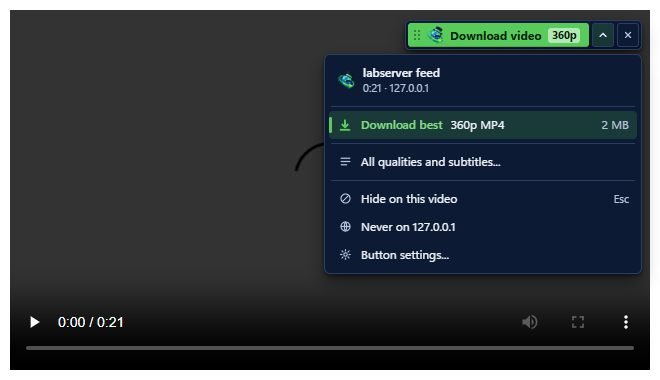 Download video 360p
labserver feed
0:21 · 127.0.0.1
Download best 360p MP4 2 MB
All qualities and subtitles...
Hide on this video Esc
Never on 127.0.0.1
Button settings...
0:00 / 0:21